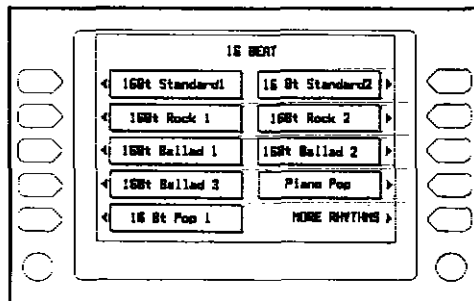 16 BEAT
16Bt Standard1
16 Bt Standard2
16Bt Rock 1
16Bt Rock 2
16Bt Ballad 1
16Bt Ballad 2
16Bt Ballad 3
Piano Pop
16 Bt Pop 1
MORE RHYTHMS